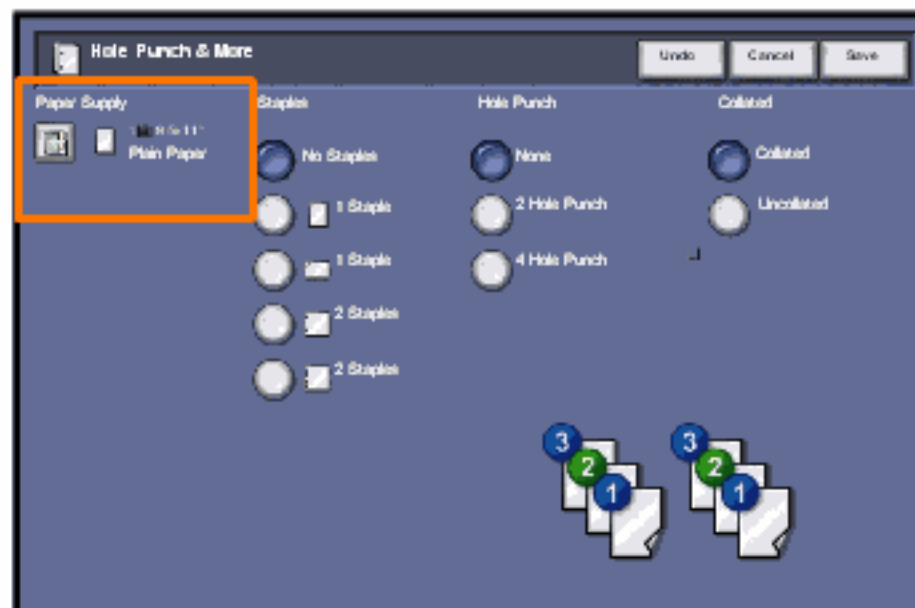 Hole Punch & More
Undo
Cancel
Save
Paper Supply
8.5x11"
Plain Paper
Staples
No Staples
1 Staple
1 Staple
2 Staples
2 Staples
Hole Punch
None
2 Hole Punch
4 Hole Punch
Collated
Collated
Uncollated
3
2
1
3
2
1